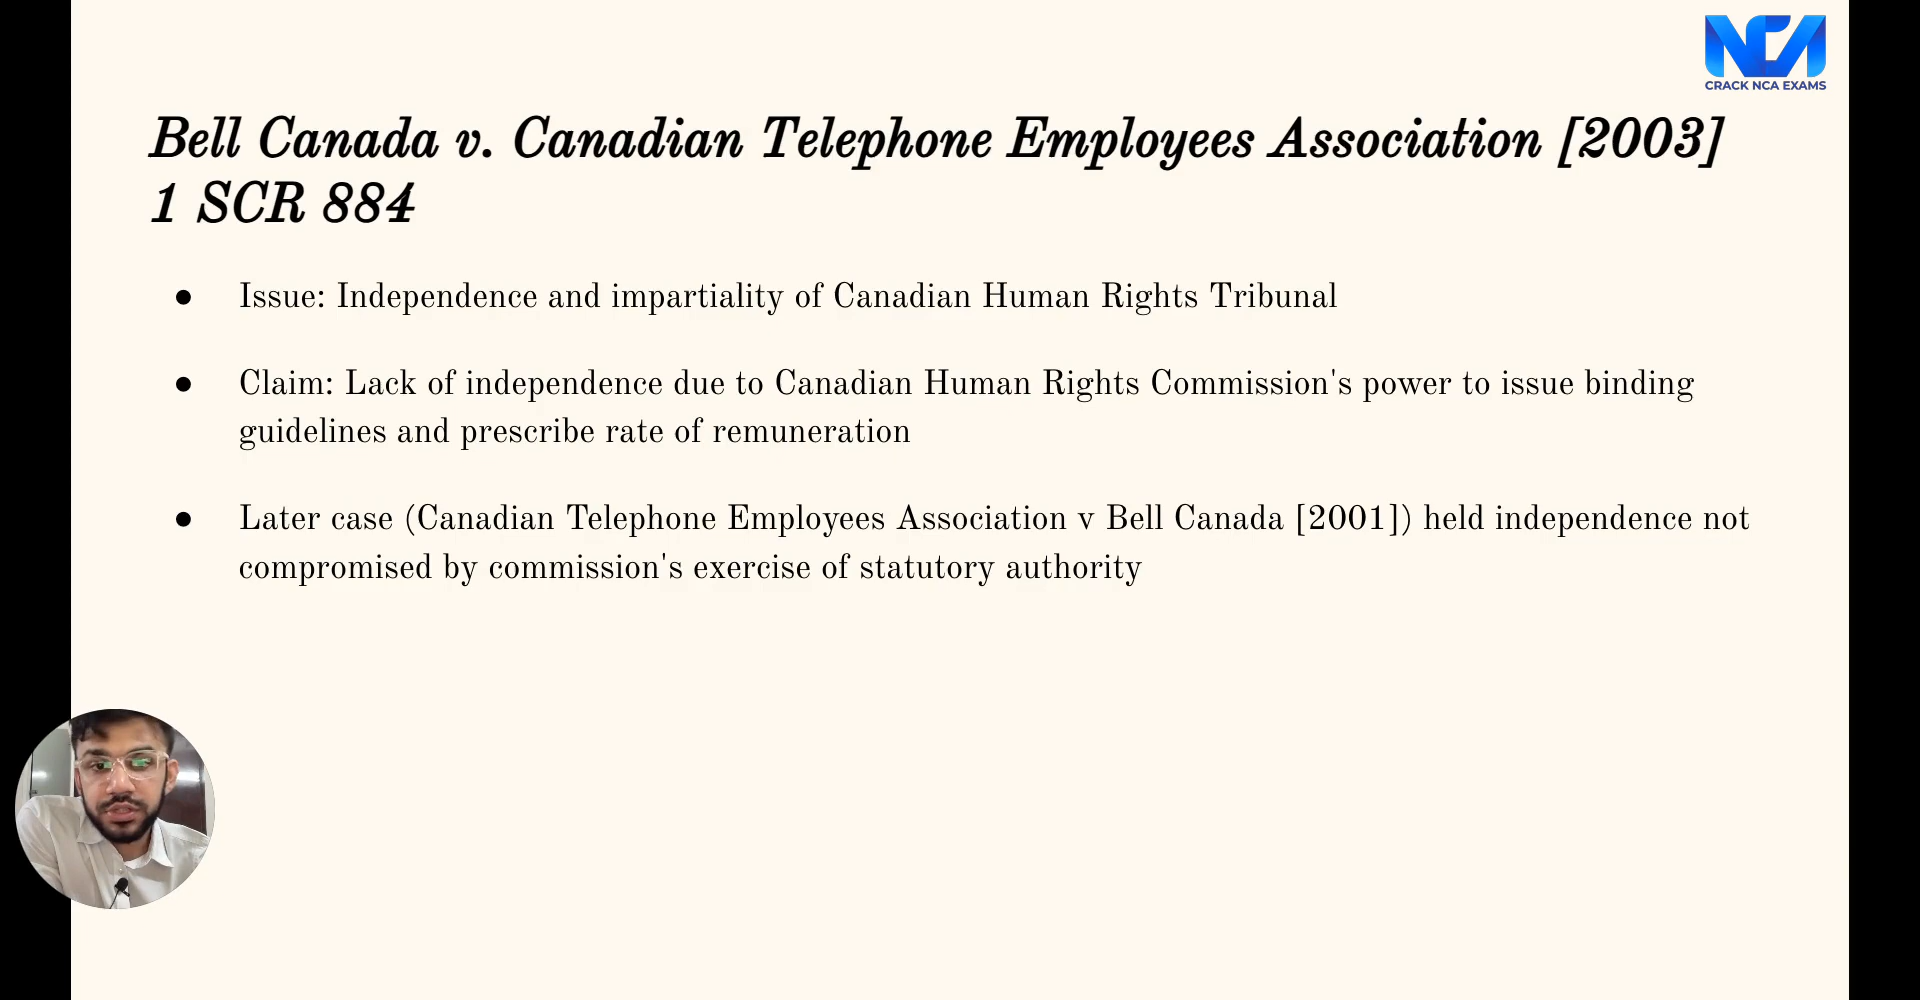 NCA
CRACK NCA EXAMS
Bell Canada v. Canadian Telephone Employees Association [2003]
1 SCR 884
● Issue: Independence and impartiality of Canadian Human Rights Tribunal
● Claim: Lack of independence due to Canadian Human Rights Commission's power to issue binding
guidelines and prescribe rate of remuneration
● Later case (Canadian Telephone Employees Association v Bell Canada [2001]) held independence not
compromised by commission's exercise of statutory authority